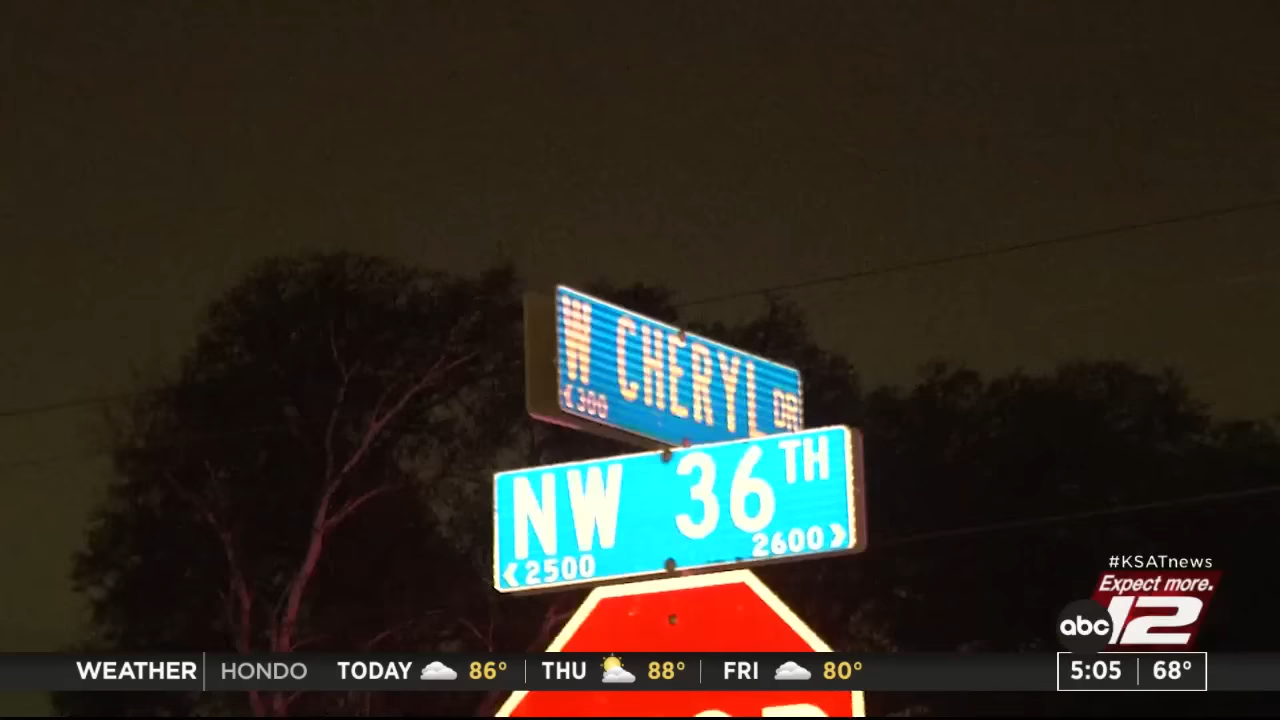 W CHERYL DR
<300
NW 36TH
<2500 2600>
#KSATnews
Expect more.
abc 12
WEATHER HONDO TODAY 86° THU 88° FRI 80° 5:05 68°